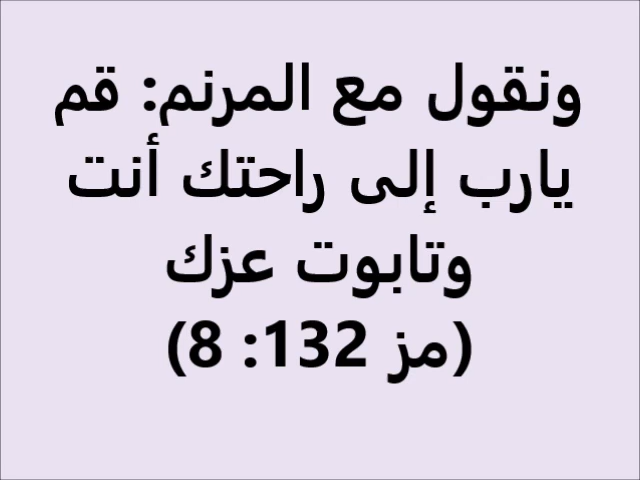 ونقول مع المرنم: قم
يارب إلى راحتك أنت
وتابوت عزك
(مز 132: 8)